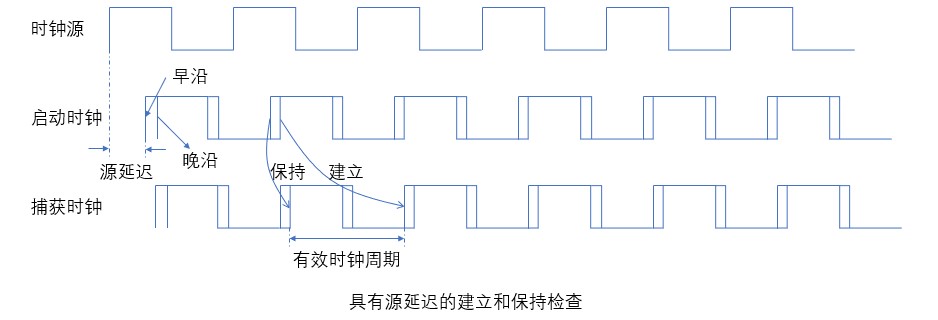 时钟源
早沿
启动时钟
晚沿
源延迟
保持
建立
捕获时钟
有效时钟周期
具有源延迟的建立和保持检查